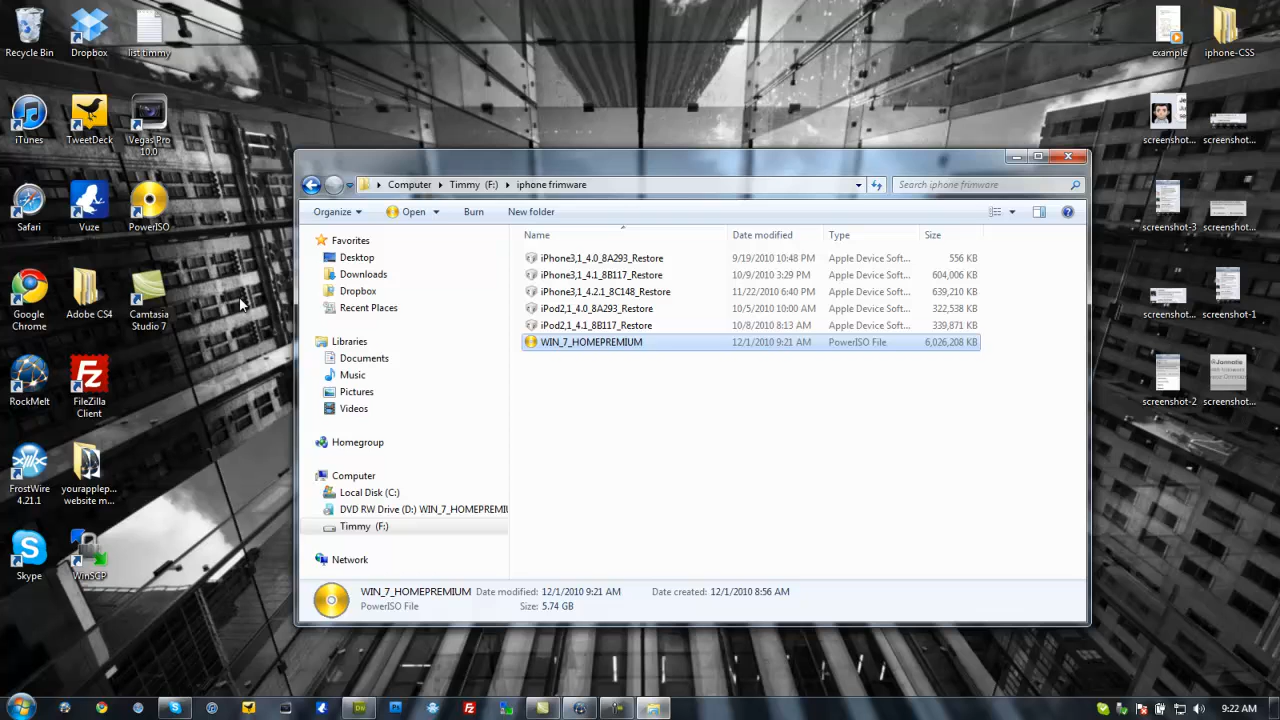 Recycle Bin
Dropbox
list.timmy
iTunes
TweetDeck
Vegas Pro
10.0
Safari
Vuze
PowerISO
Google
Chrome
Adobe CS4
Camtasia
Studio 7
RockMelt
FileZilla
Client
FrostWire
4.21.1
yourapplep...
website m...
Skype
WinSCP
Computer
Timmy (F:)
iphone frimware
Search iphone frimware
Organize
Open
Burn
New folder
Favorites
Desktop
Downloads
Dropbox
Recent Places
Libraries
Documents
Music
Pictures
Videos
Homegroup
Computer
Local Disk (C:)
DVD RW Drive (D:) WIN_7_HOMEPREMI
Timmy (F:)
Network
Name Date modified Type Size
iPhone3,1_4.0_8A293_Restore 9/19/2010 10:48 PM Apple Device Soft... 556 KB
iPhone3,1_4.1_8B117_Restore 10/9/2010 3:29 PM Apple Device Soft... 604,006 KB
iPhone3,1_4.2.1_8C148_Restore 11/22/2010 6:40 PM Apple Device Soft... 639,210 KB
iPod2,1_4.0_8A293_Restore 10/5/2010 10:00 AM Apple Device Soft... 322,538 KB
iPod2,1_4.1_8B117_Restore 10/8/2010 8:13 AM Apple Device Soft... 339,871 KB
WIN_7_HOMEPREMIUM 12/1/2010 9:21 AM PowerISO File 6,026,208 KB
WIN_7_HOMEPREMIUM Date modified: 12/1/2010 9:21 AM Date created: 12/1/2010 8:56 AM
PowerISO File Size: 5.74 GB
example
iphone-CSS
screenshot...
screenshot...
screenshot-3
screenshot...
screenshot...
screenshot-1
screenshot-2
screenshot...
9:22 AM